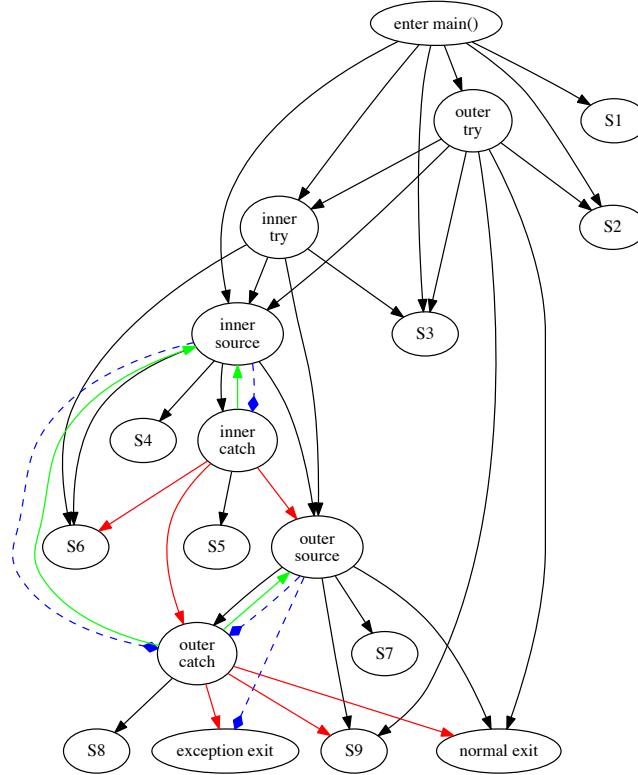 enter main()
outer
try
S1
inner
try
S2
inner
source
S3
S4
inner
catch
S6
S5
outer
source
outer
catch
S7
S8
exception exit
S9
normal exit